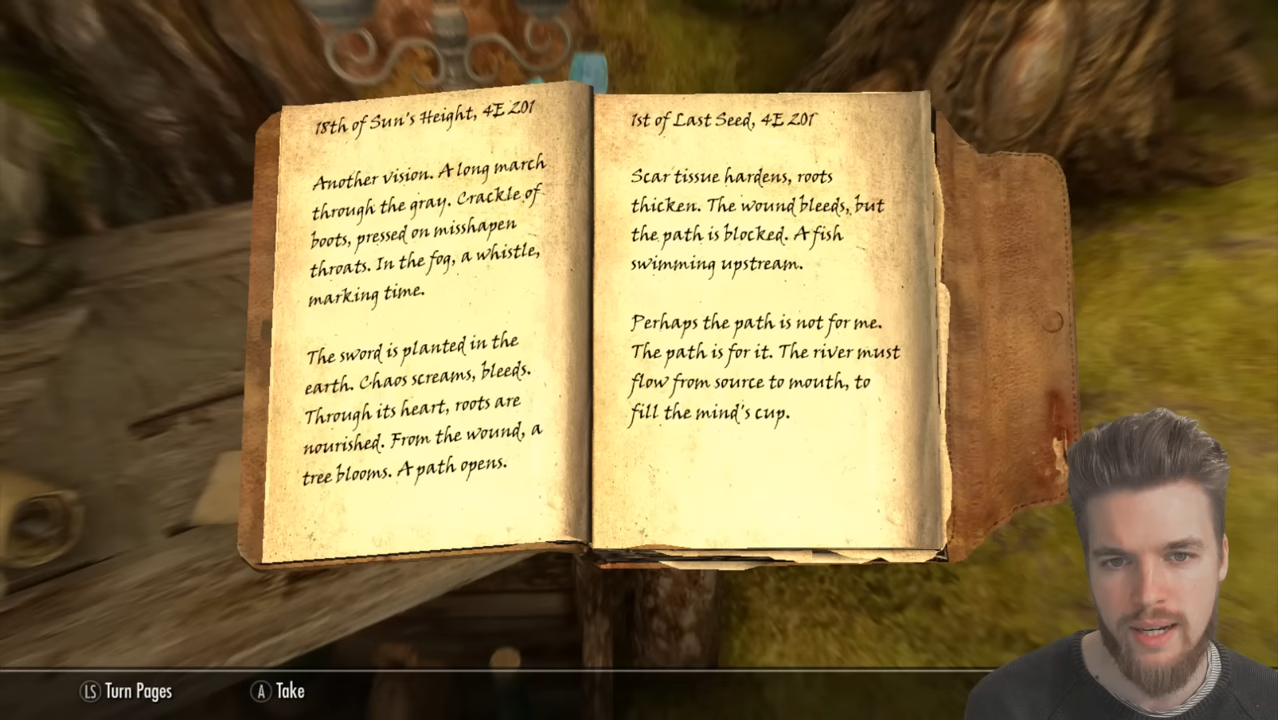 18th of Sun's Height, 4E 201
Another vision. A long march
through the gray. Crackle of
boots, pressed on misshapen
throats. In the fog, a whistle,
marking time.
The sword is planted in the
earth. Chaos screams, bleeds.
Through its heart, roots are
nourished. From the wound, a
tree blooms. A path opens.
1st of Last Seed, 4E 201
Scar tissue hardens, roots
thicken. The wound bleeds, but
the path is blocked. A fish
swimming upstream.
Perhaps the path is not for me.
The path is for it. The river must
flow from source to mouth, to
fill the mind's cup.
LS Turn Pages
A Take